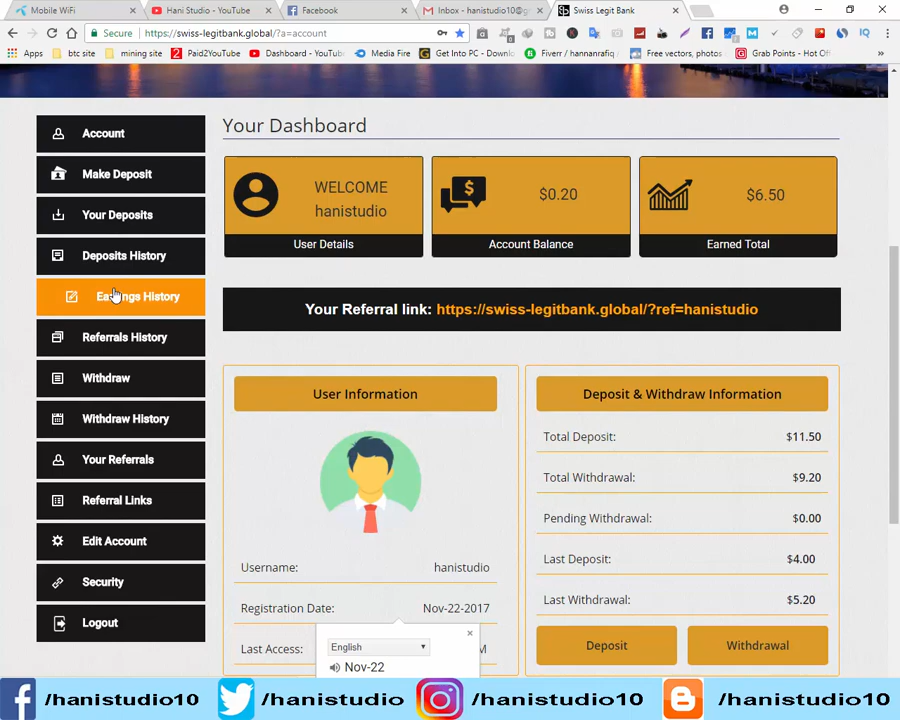 Mobile WiFi
Hani Studio - YouTube
Facebook
Inbox - hanistudio10@g
Swiss Legit Bank
Secure
https://swiss-legitbank.global/?a=account
Apps
btc site
mining site
Paid2YouTube
Dashboard - YouTu
Media Fire
Get Into PC - Downlo
Fiverr / hannanrafiq
Free vectors, photos
Grab Points - Hot Off
Account
Make Deposit
Your Deposits
Deposits History
Earnings History
Referrals History
Withdraw
Withdraw History
Your Referrals
Referral Links
Edit Account
Security
Logout
Your Dashboard
WELCOME
hanistudio
User Details
$0.20
Account Balance
$6.50
Earned Total
Your Referral link: https://swiss-legitbank.global/?ref=hanistudio
User Information
Username: hanistudio
Registration Date: Nov-22-2017
Last Access: M
English
Nov-22
Deposit & Withdraw Information
Total Deposit: $11.50
Total Withdrawal: $9.20
Pending Withdrawal: $0.00
Last Deposit: $4.00
Last Withdrawal: $5.20
Deposit
Withdrawal
/hanistudio10
/hanistudio
/hanistudio10
/hanistudio10